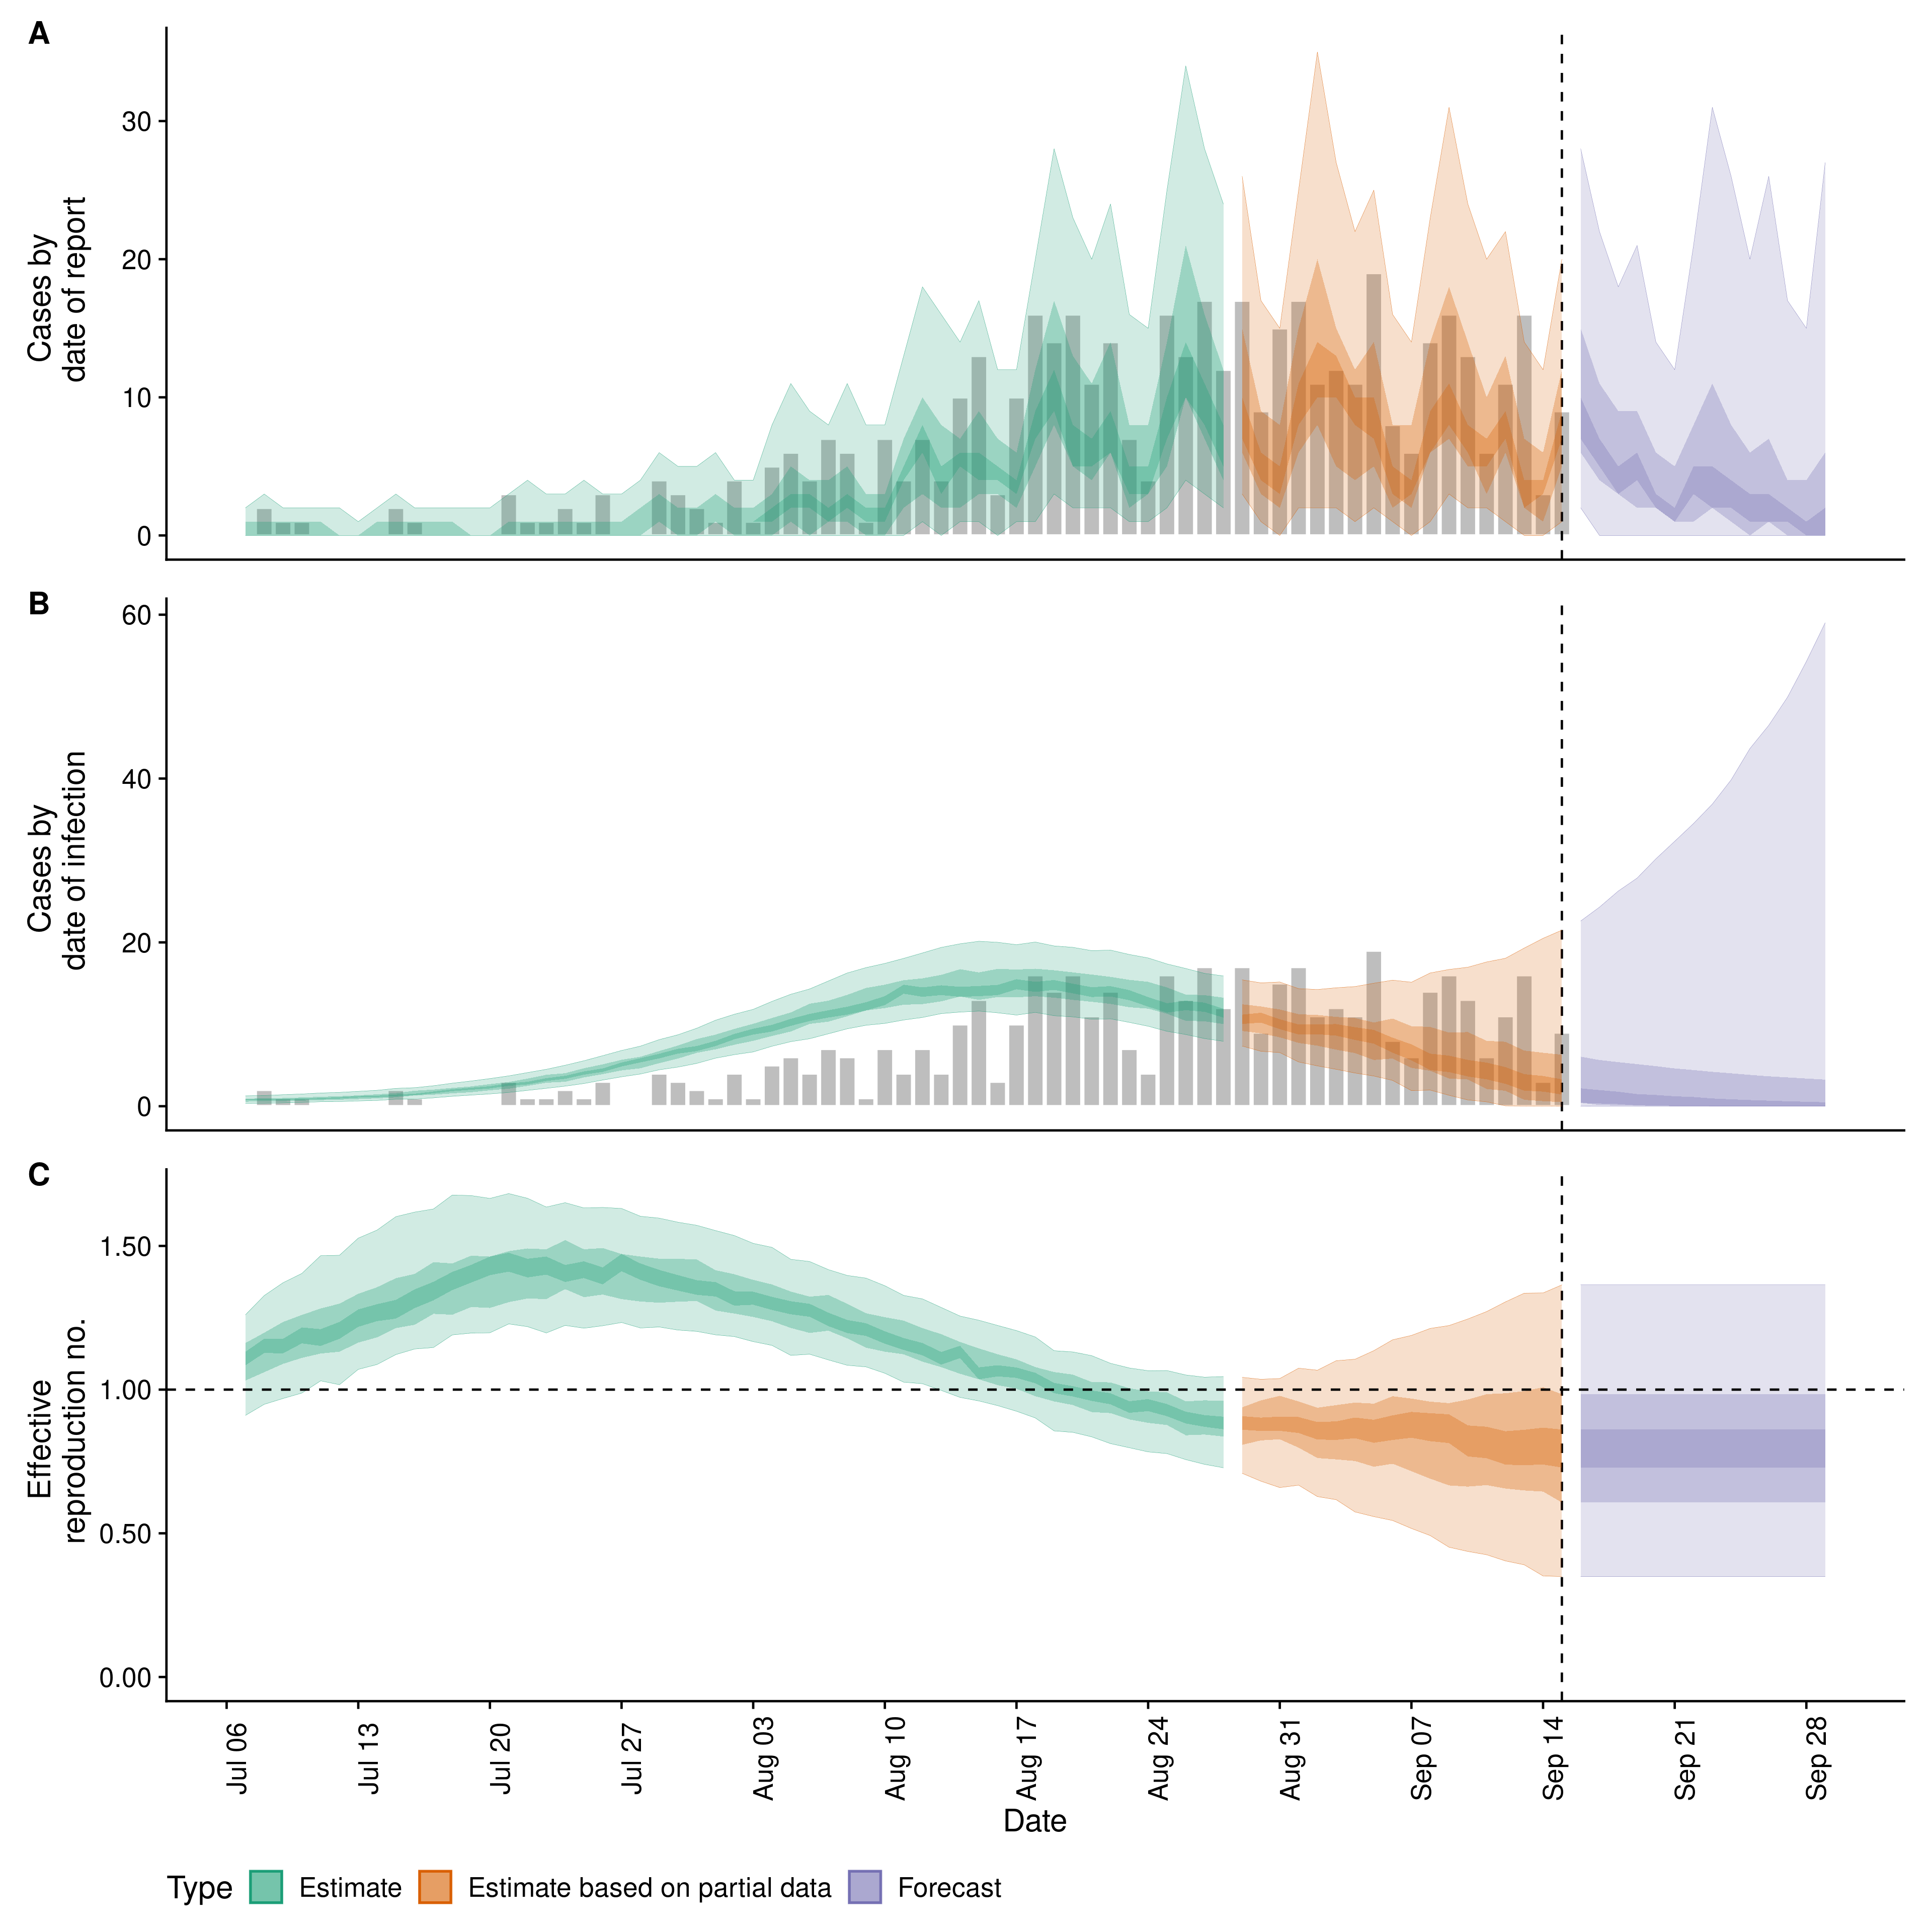 A
Cases by
date of report
30
20
10
0
B
Cases by
date of infection
60
40
20
0
C
Effective
reproduction no.
1.50
1.00
0.50
0.00
Jul 06
Jul 13
Jul 20
Jul 27
Aug 03
Aug 10
Aug 17
Aug 24
Aug 31
Sep 07
Sep 14
Sep 21
Sep 28
Date
Type Estimate Estimate based on partial data Forecast